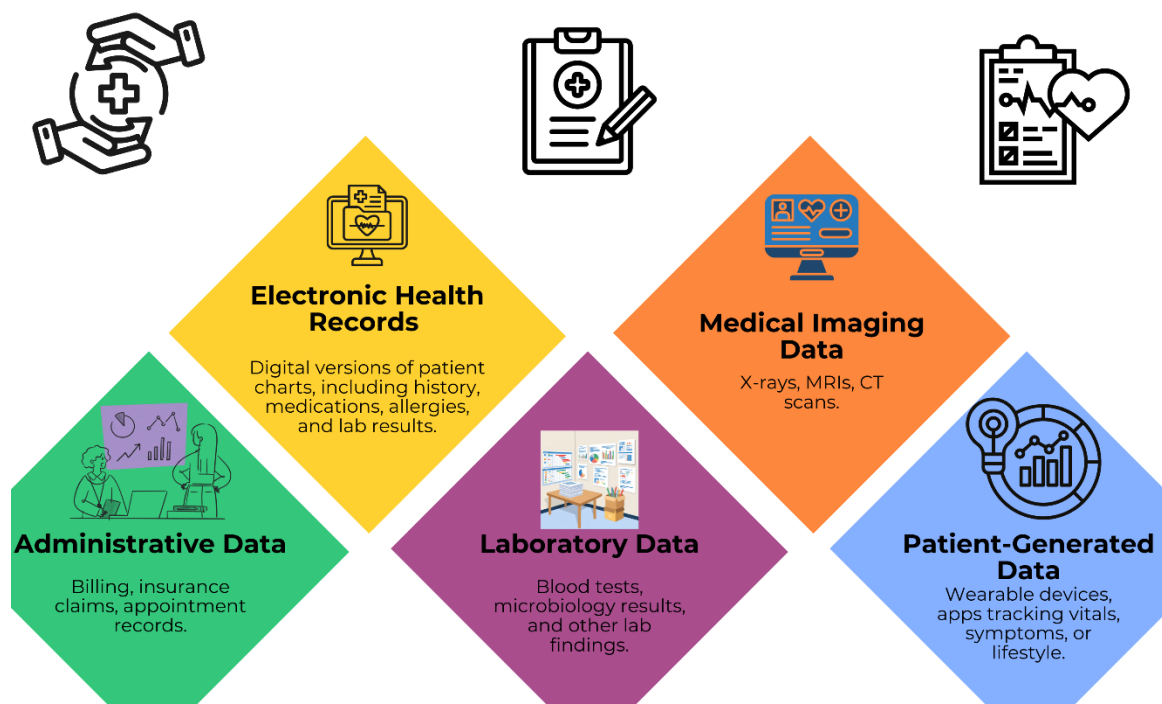 Electronic Health
Records
Digital versions of patient
charts, including history,
medications, allergies,
and lab results.
Medical Imaging
Data
X-rays, MRIs, CT
scans.
Administrative Data
Billing, insurance
claims, appointment
records.
Laboratory Data
Blood tests,
microbiology results,
and other lab
findings.
Patient-Generated
Data
Wearable devices,
apps tracking vitals,
symptoms, or
lifestyle.